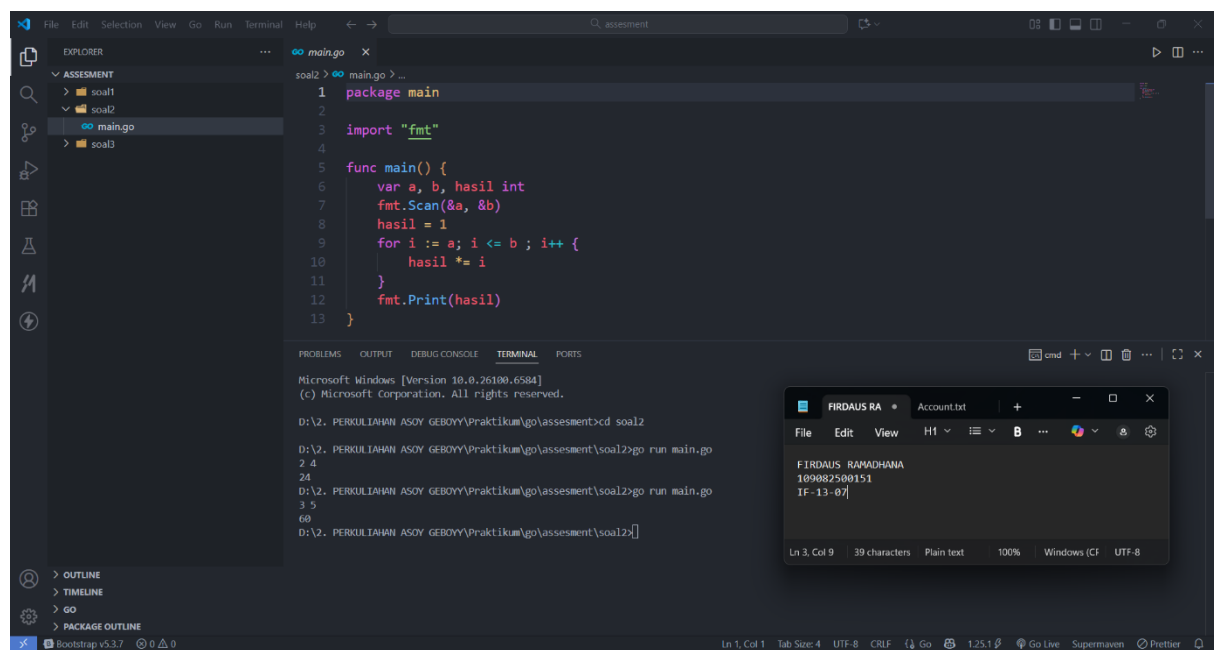 File Edit Selection View Go Run Terminal Help
assesment
EXPLORER
ASSESMENT
soal1
soal2
main.go
soal3
OUTLINE
TIMELINE
GO
PACKAGE OUTLINE
main.go
soal2 > main.go > ...
1 package main
2
3 import "fmt"
4
5 func main() {
6 var a, b, hasil int
7 fmt.Scan(&a, &b)
8 hasil = 1
9 for i := a; i <= b ; i++ {
10 hasil *= i
11 }
12 fmt.Print(hasil)
13 }
PROBLEMS OUTPUT DEBUG CONSOLE TERMINAL PORTS
cmd
Microsoft Windows [Version 10.0.26100.6584]
(c) Microsoft Corporation. All rights reserved.
D:\2. PERKULIAHAN ASOY GEBOYY\Praktikum\go\assesment>cd soal2
D:\2. PERKULIAHAN ASOY GEBOYY\Praktikum\go\assesment\soal2>go run main.go
2 4
24
D:\2. PERKULIAHAN ASOY GEBOYY\Praktikum\go\assesment\soal2>go run main.go
3 5
60
D:\2. PERKULIAHAN ASOY GEBOYY\Praktikum\go\assesment\soal2>
FIRDAUS RA Account.txt
File Edit View H1 B
FIRDAUS RAMADHANA
109082500151
IF-13-07
Ln 3, Col 9 39 characters Plain text 100% Windows (CF UTF-8
Bootstrap v5.3.7 0 0 Ln 1, Col 1 Tab Size: 4 UTF-8 CRLF Go 1.25.1 Go Live Supermaven Prettier